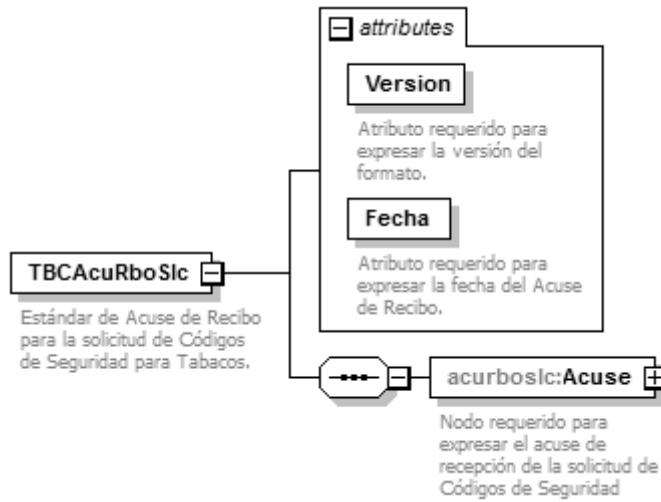 attributes
Version
Atributo requerido para
expresar la versión del
formato.
Fecha
Atributo requerido para
expresar la fecha del Acuse
de Recibo.
TBCAcuRboSlc
Estándar de Acuse de Recibo
para la solicitud de Códigos
de Seguridad para Tabacos.
acurboslc:Acuse
Nodo requerido para
expresar el acuse de
recepción de la solicitud de
Códigos de Seguridad